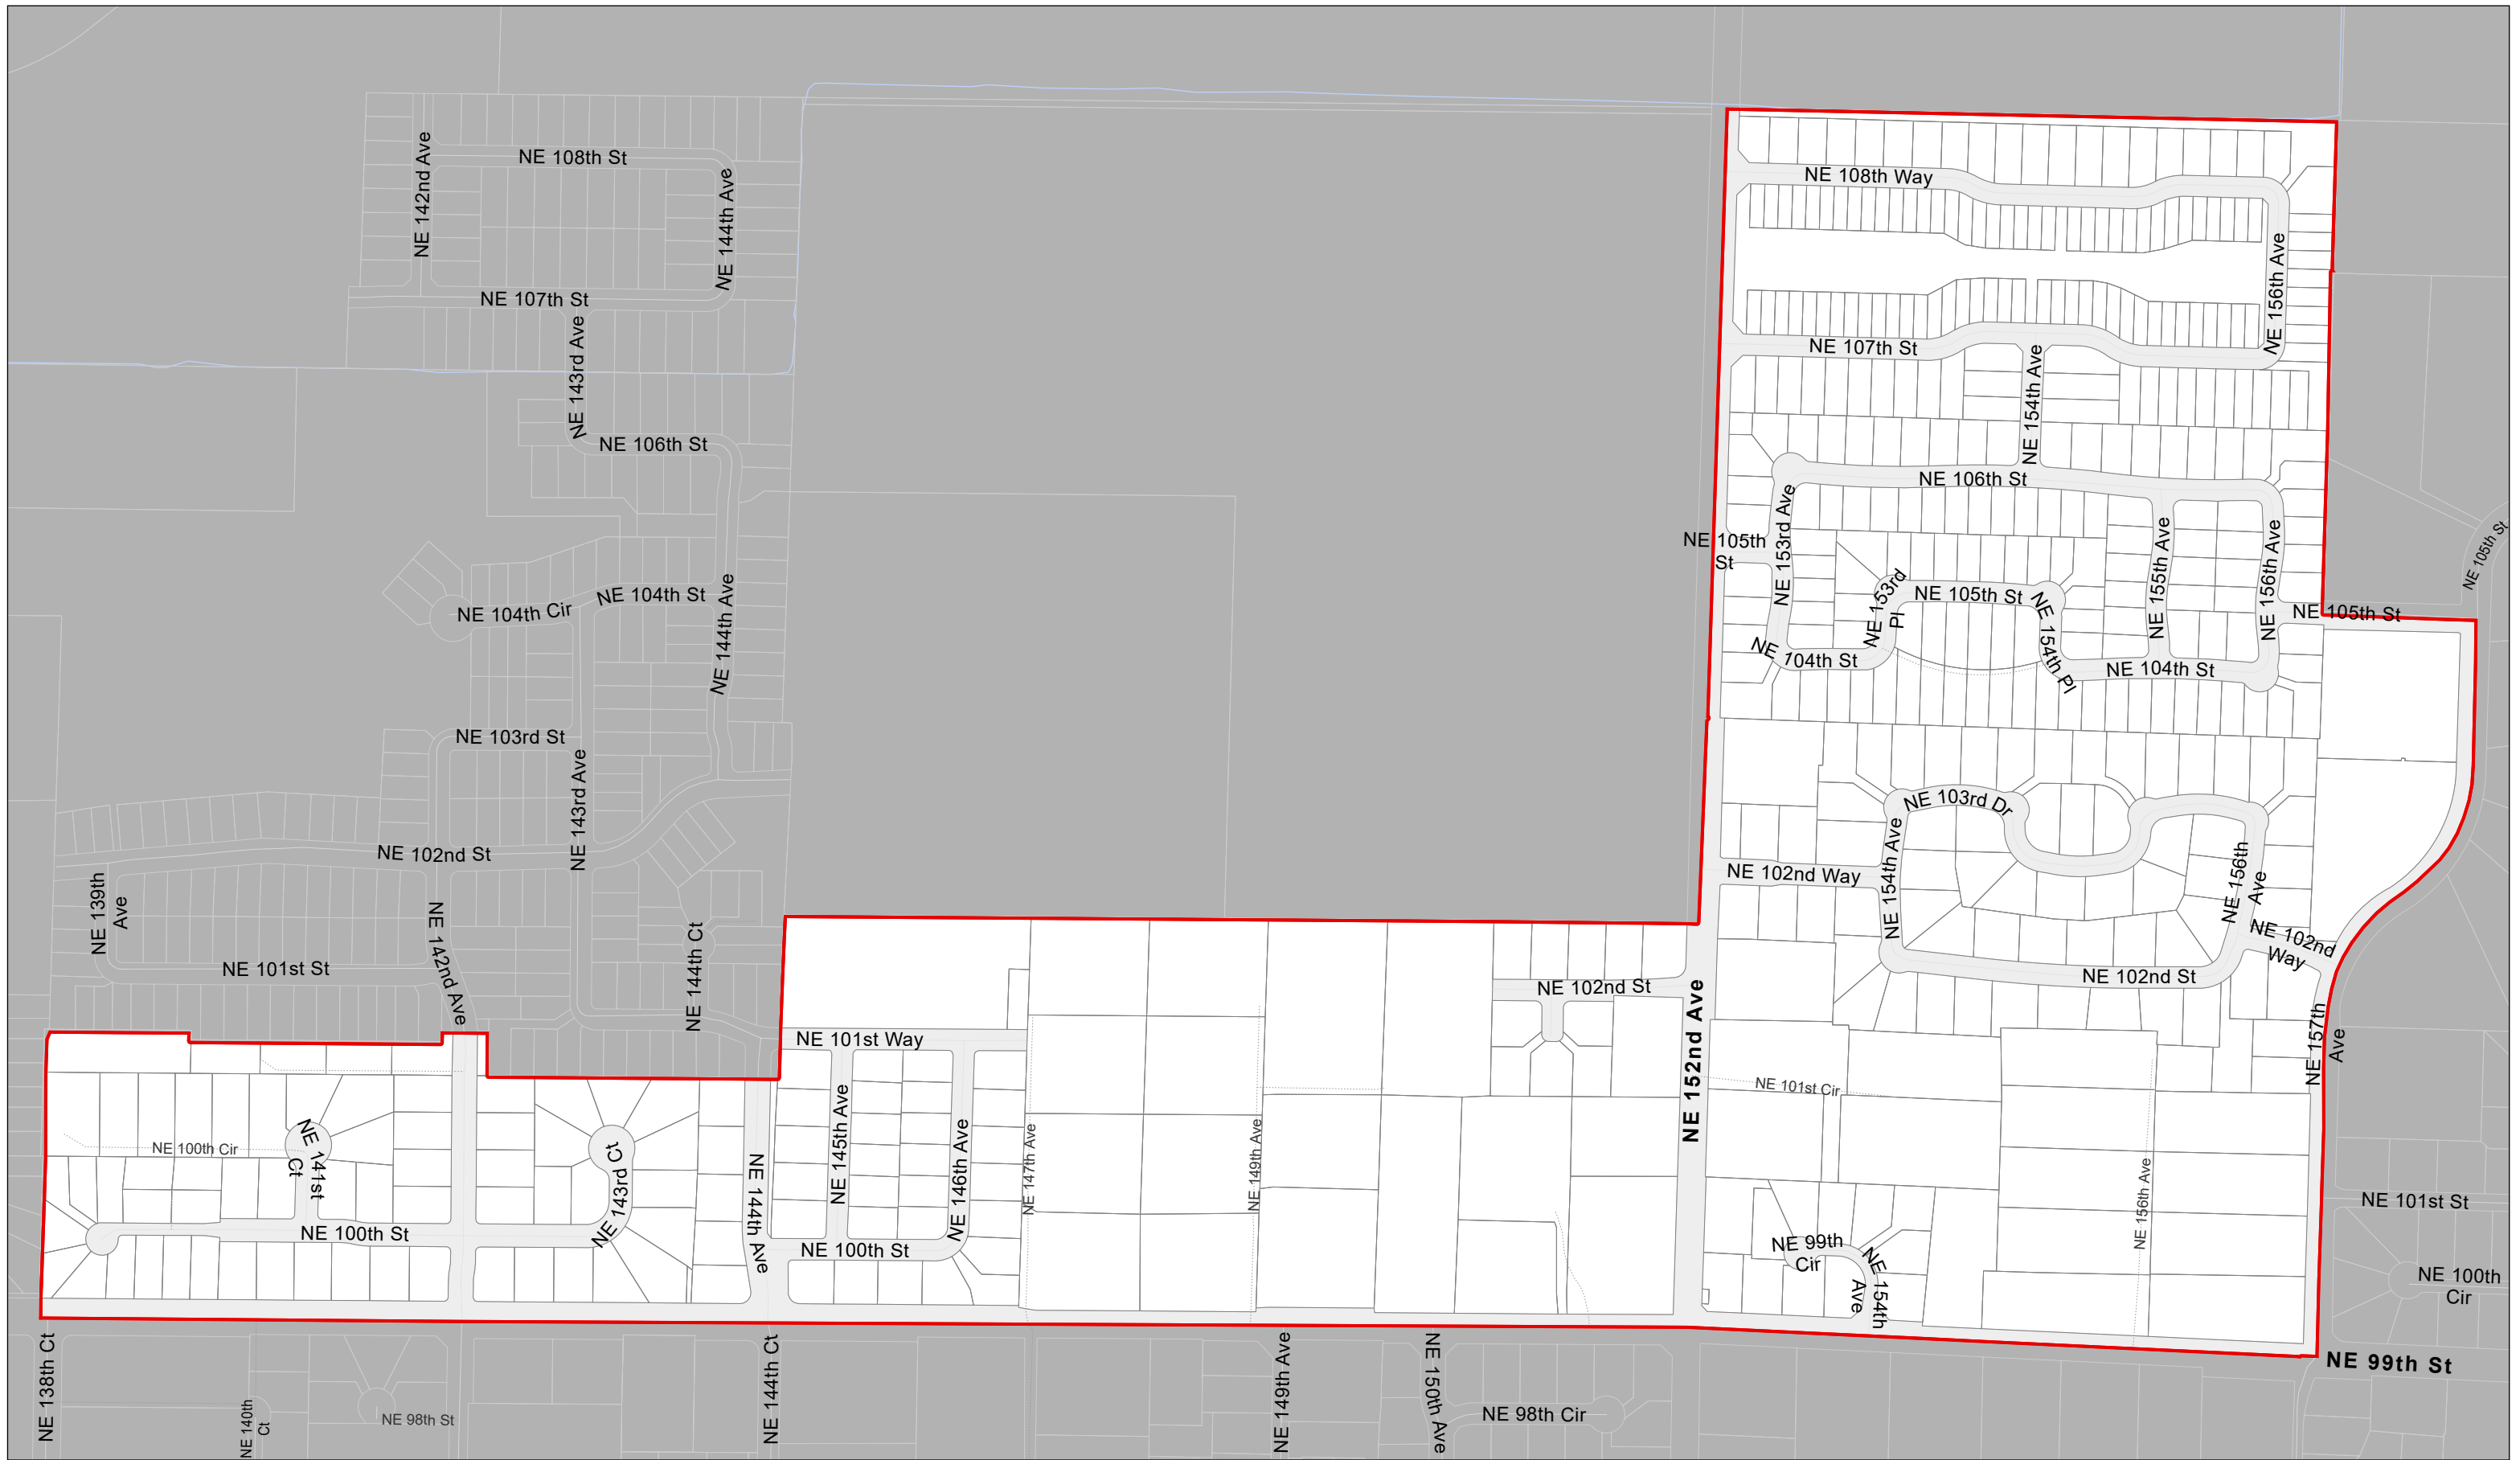 NE 108th St
NE 142nd Ave
NE 144th Ave
NE 107th St
NE 143rd Ave
NE 106th St
NE 104th Cir
NE 104th St
NE 144th Ave
NE 103rd St
NE 143rd Ave
NE 102nd St
NE 139th
Ave
NE 142nd Ave
NE 101st St
NE 144th Ct
NE 108th Way
NE 156th Ave
NE 107th St
NE 154th Ave
NE 106th St
NE 153rd Ave
NE 105th
St
NE 153rd
Pl
NE 105th St
NE 154th Pl
NE 155th Ave
NE 156th Ave
NE 105th St
NE 105th St
NE 104th St
NE 104th St
NE 103rd Dr
NE 102nd Way
NE 154th Ave
NE 156th
Ave
NE 102nd
Way
NE 102nd St
NE 157th
Ave
NE 102nd St
NE 152nd Ave
NE 101st Way
NE 145th Ave
NE 146th Ave
NE 147th Ave
NE 149th Ave
NE 101st Cir
NE 156th Ave
NE 100th Cir
NE 141st
Ct
NE 143rd Ct
NE 144th Ave
NE 100th St
NE 100th St
NE 99th
Cir
NE 154th
Ave
NE 101st St
NE 100th
Cir
NE 99th St
NE 138th Ct
NE 140th
Ct
NE 98th St
NE 144th Ct
NE 149th Ave
NE 150th Ave
NE 98th Cir